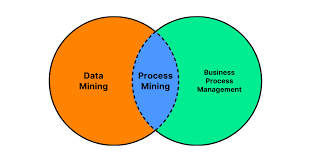 Data
Mining
Process
Mining
Business
Process
Management